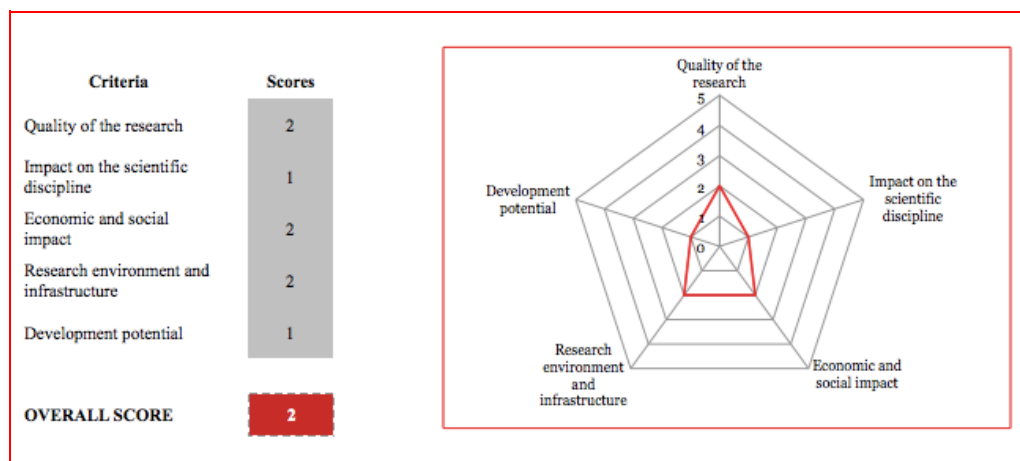 Criteria Scores
Quality of the research 2
Impact on the scientific
discipline
1
Economic and social
impact
2
Research environment and
infrastructure
2
Development potential 1
OVERALL SCORE 2
Quality of the
research
5
4
3
2
1
0
Impact on the
scientific
discipline
Economic and
social impact
Research
environment
and
infrastructure
Development
potential